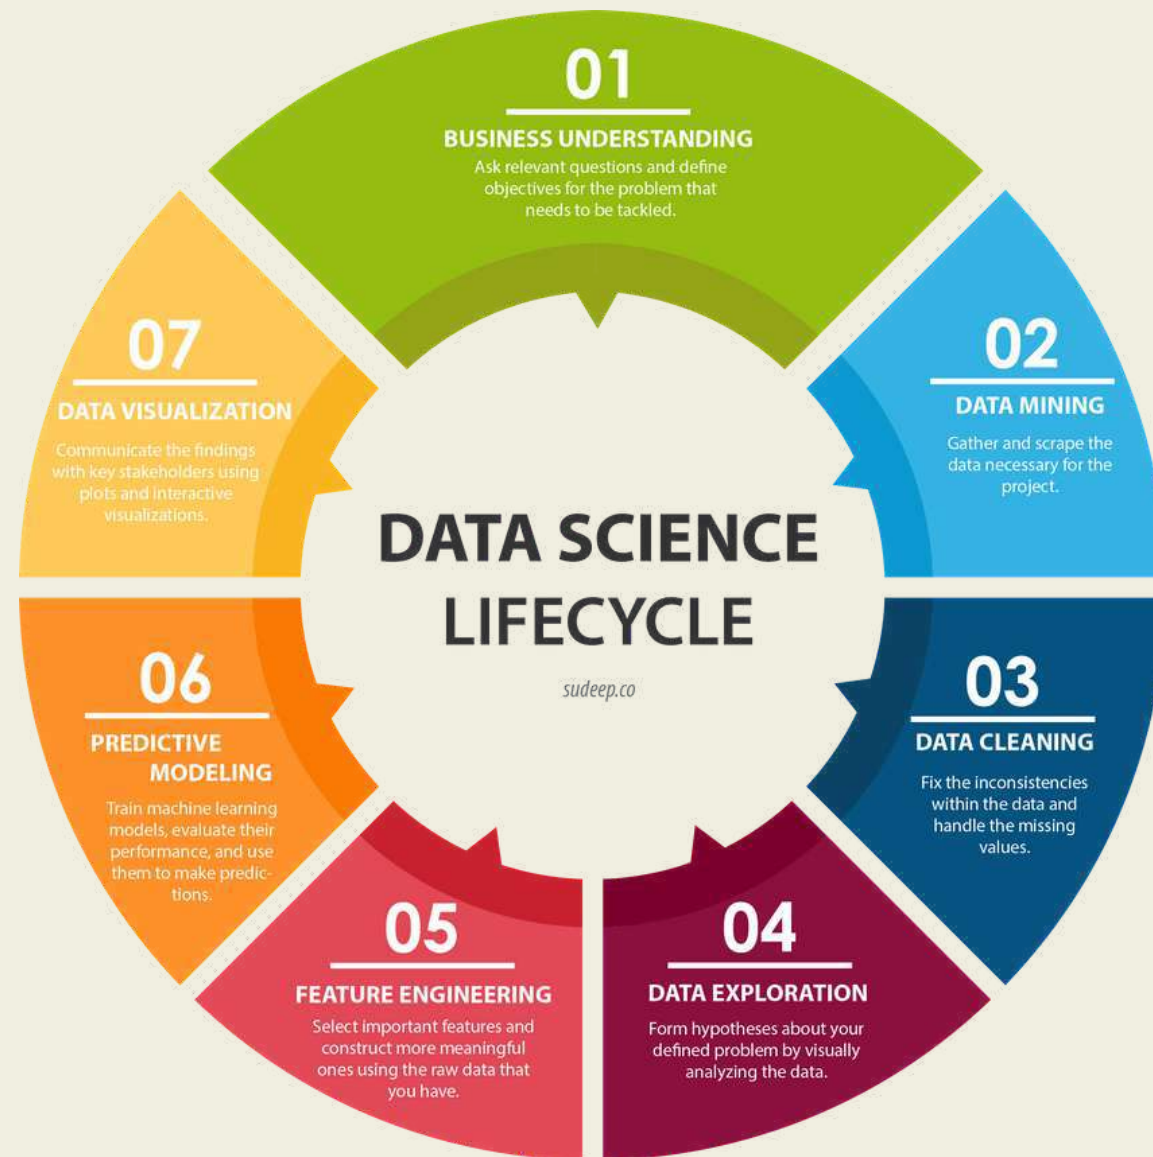 01
BUSINESS UNDERSTANDING
Ask relevant questions and define
objectives for the problem that
needs to be tackled.
02
DATA MINING
Gather and scrape the
data necessary for the
project.
03
DATA CLEANING
Fix the inconsistencies
within the data and
handle the missing
values.
04
DATA EXPLORATION
Form hypotheses about your
defined problem by visually
analyzing the data.
05
FEATURE ENGINEERING
Select important features and
construct more meaningful
ones using the raw data that
you have.
06
PREDICTIVE
MODELING
Train machine learning
models, evaluate their
performance, and use
them to make predic-
tions.
07
DATA VISUALIZATION
Communicate the findings
with key stakeholders using
plots and interactive
visualizations.
DATA SCIENCE
LIFECYCLE
sudeep.co